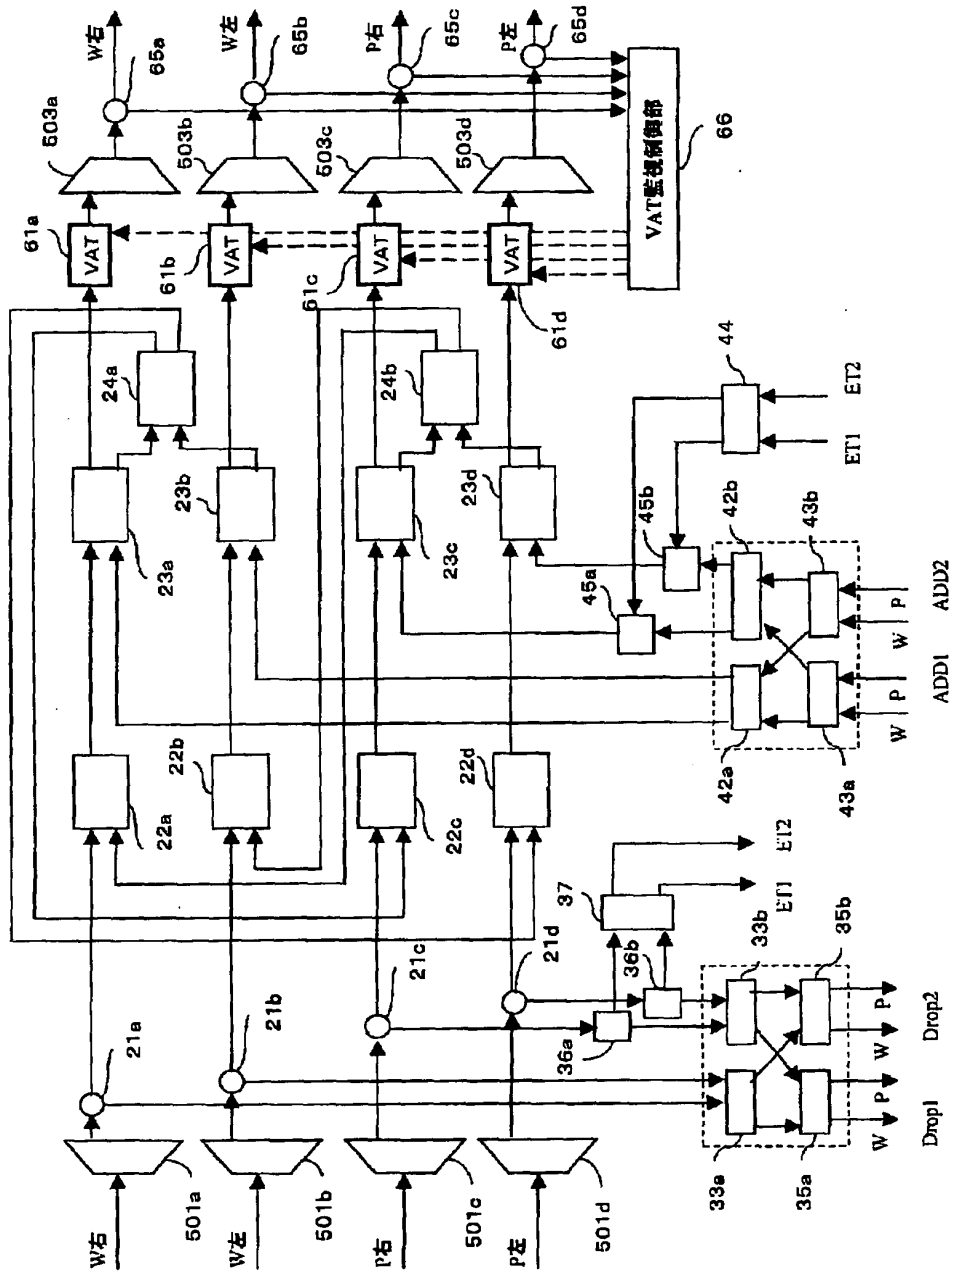 W右
501a
21a
22a
23a
24a
61a
VAT
503a
65a
W右
W左
501b
21b
22b
23b
61b
VAT
503b
65b
W左
P右
501c
21c
22c
23c
24b
61c
VAT
503c
65c
P右
P左
501d
21d
22d
23d
61d
VAT
503d
65d
P左
VAT監視制御部
66
36a
36b
37
ET1
ET2
33a
33b
35a
35b
W
P
W
P
Drop1
Drop2
45a
45b
44
ET1
ET2
42a
42b
43a
43b
W
P
W
P
ADD1
ADD2